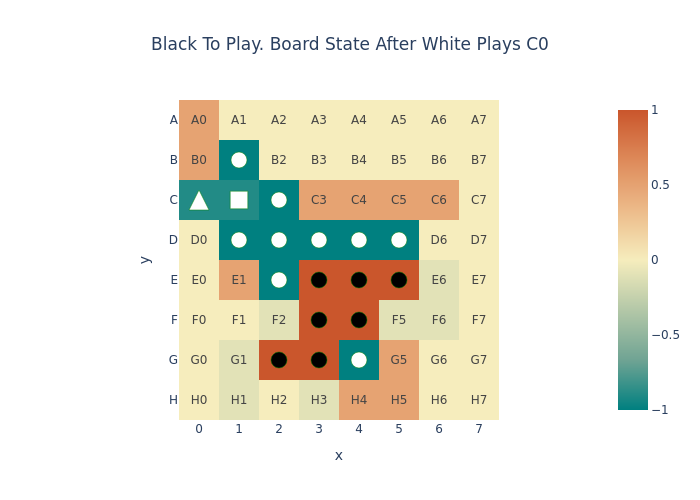 Black To Play. Board State After White Plays C0
A A0 A1 A2 A3 A4 A5 A6 A7
B B0 B2 B3 B4 B5 B6 B7
C C3 C4 C5 C6 C7
D D0 D6 D7
E E0 E1 E6 E7
F F0 F1 F2 F5 F6 F7
G G0 G1 G5 G6 G7
H H0 H1 H2 H3 H4 H5 H6 H7
0 1 2 3 4 5 6 7
x
y
1
0.5
0
−0.5
−1